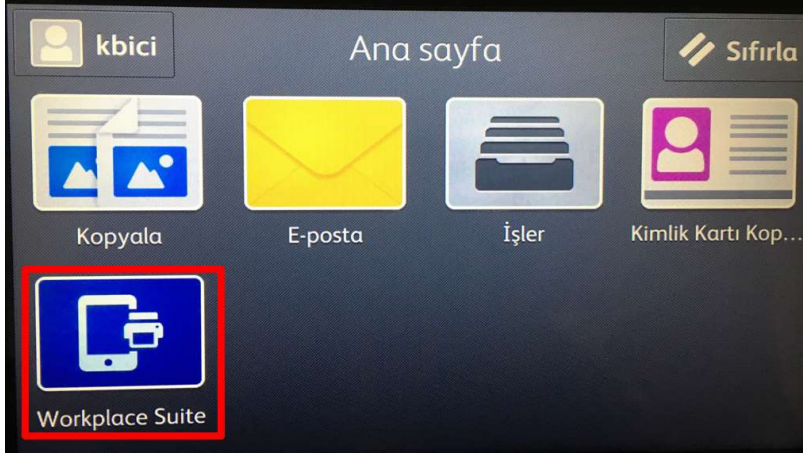 kbici
Ana sayfa
Sıfırla
Kopyala
E-posta
İşler
Kimlik Kartı Kop...
Workplace Suite